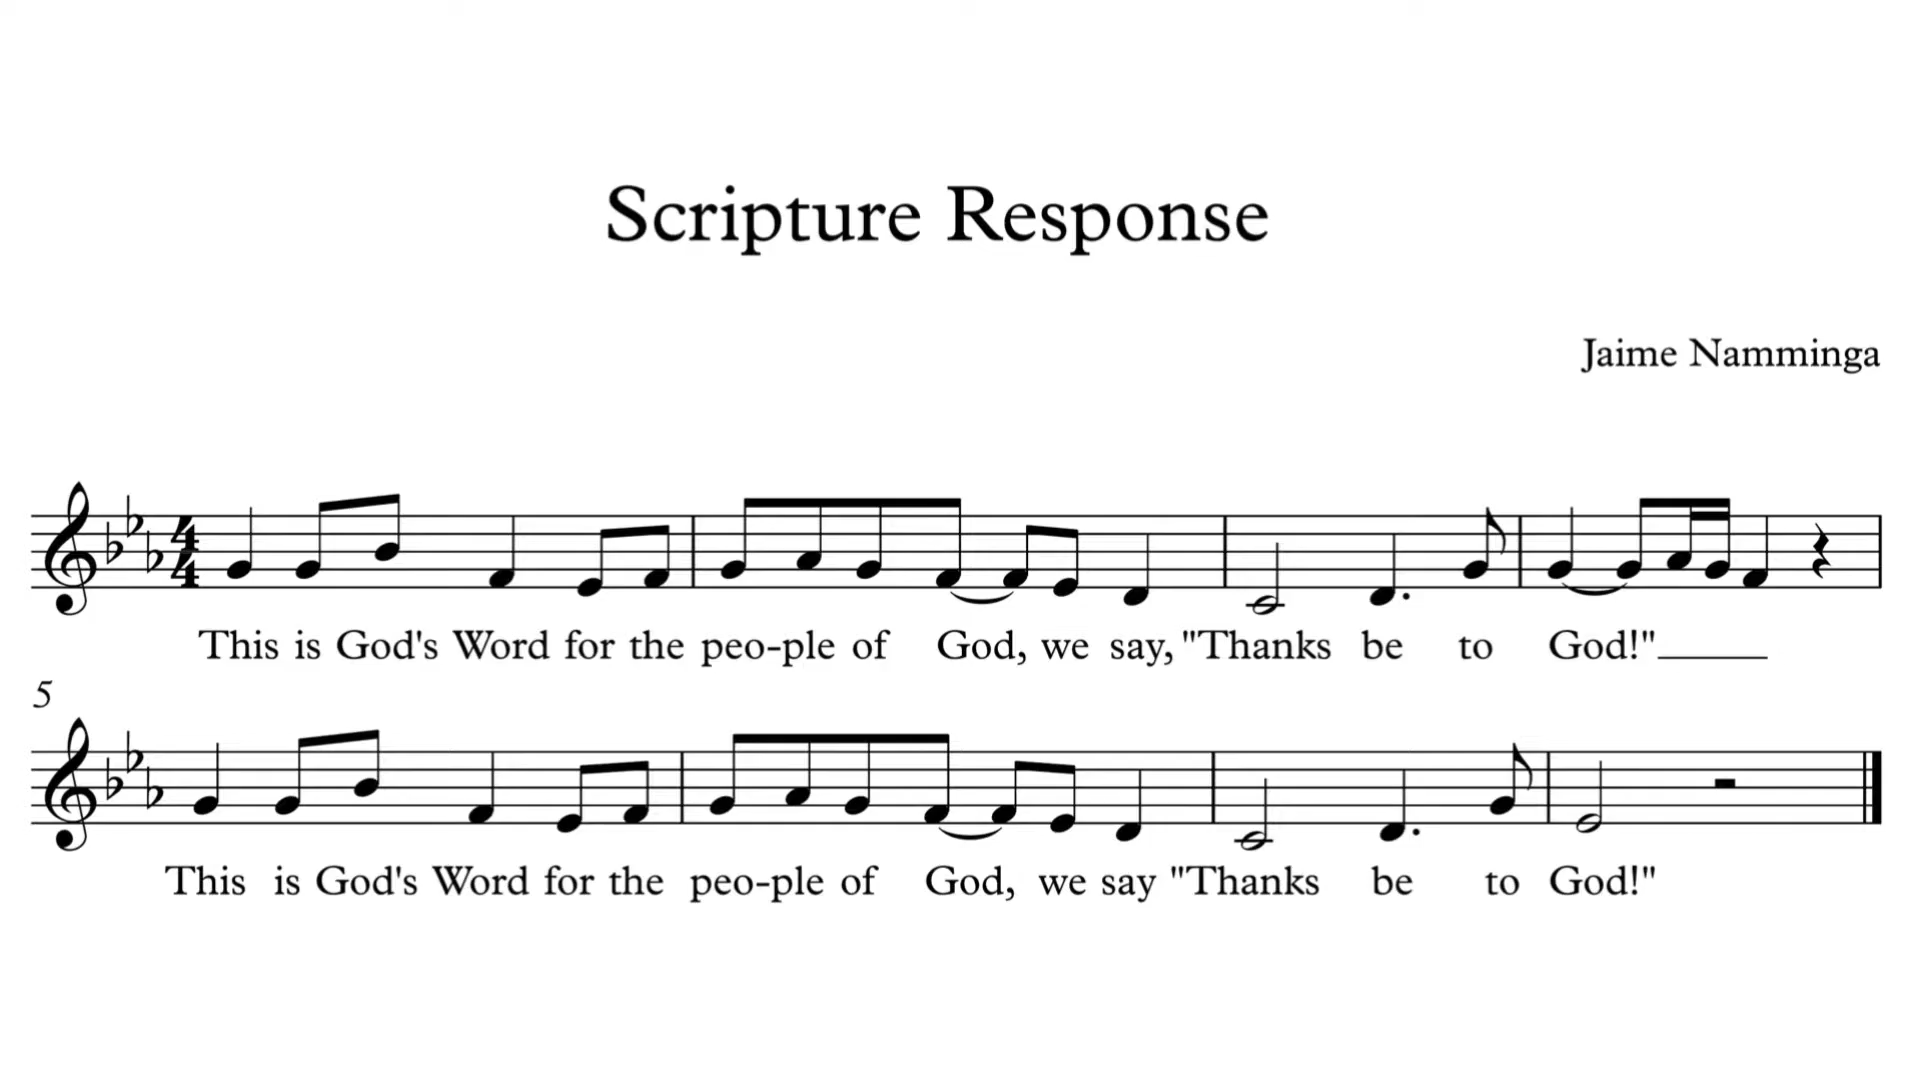 Scripture Response
Jaime Namminga
This is God's Word for the peo-ple of God, we say, "Thanks be to God!"_____
5
This is God's Word for the peo-ple of God, we say "Thanks be to God!"